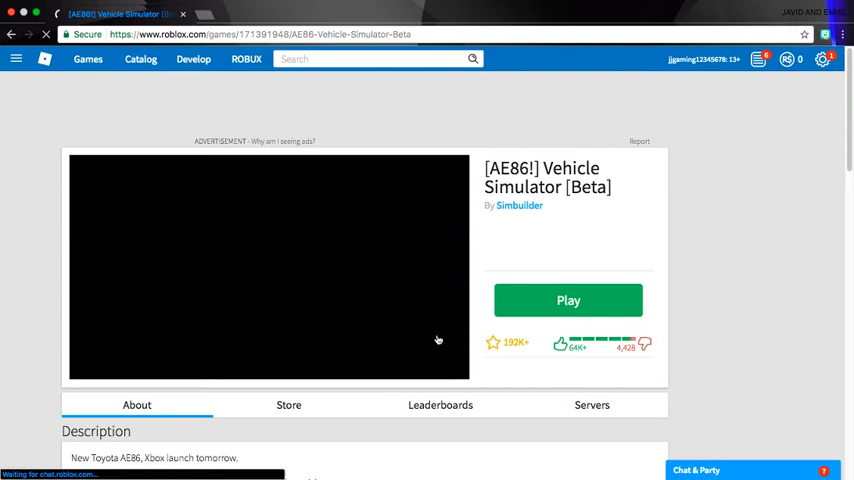 [AE86!] Vehicle Simulator [Be
JAVID AND EMIE
Secure https://www.roblox.com/games/171391948/AE86-Vehicle-Simulator-Beta
Games Catalog Develop ROBUX Search jjgaming12345678: 13+ 6 R$ 0 1
ADVERTISEMENT - Why am I seeing ads? Report
[AE86!] Vehicle
Simulator [Beta]
By Simbuilder
Play
192K+ 64K+ 4,428
About Store Leaderboards Servers
Description
New Toyota AE86, Xbox launch tomorrow.
Waiting for chat.roblox.com...
Chat & Party ?